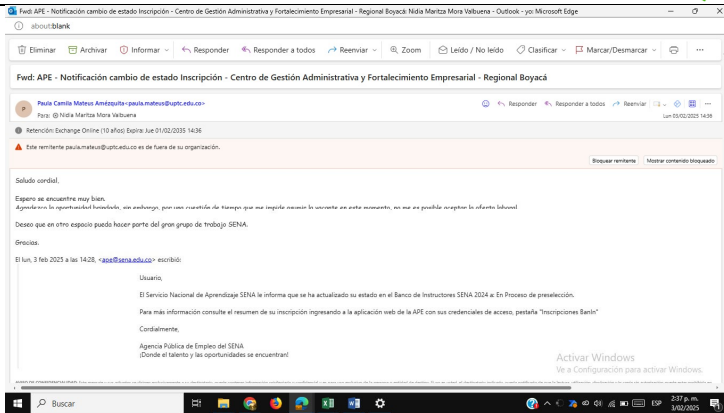 Fwd: APE - Notificación cambio de estado Inscripción - Centro de Gestión Administrativa y Fortalecimiento Empresarial - Regional Boyacá: Nidia Maritza Mora Valbuena - Outlook - yo: Microsoft Edge
about:blank
Eliminar Archivar Informar Responder Responder a todos Reenviar Zoom Leído / No leído Clasificar Marcar/Desmarcar
Fwd: APE - Notificación cambio de estado Inscripción - Centro de Gestión Administrativa y Fortalecimiento Empresarial - Regional Boyacá
P
Paula Camila Mateus Amézquita<paula.mateus@uptc.edu.co>
Responder Responder a todos Reenviar
Para: Nidia Maritza Mora Valbuena
Lun 03/02/2025 14:36
Retención: Exchange Online (10 años) Expira: Jue 01/02/2035 14:36
Este remitente paula.mateus@uptc.edu.co es de fuera de su organización.
Bloquear remitente Mostrar contenido bloqueado
Saludo cordial,
Espero se encuentre muy bien.
Agradezco la oportunidad brindada, sin embargo, por una cuestión de tiempo que me impide asumir la vacante en este momento, no me es posible aceptar la oferta laboral.
Deseo que en otro espacio pueda hacer parte del gran grupo de trabajo SENA.
Gracias.
El lun, 3 feb 2025 a las 14:28, <ape@sena.edu.co> escribió:
Usuario,
El Servicio Nacional de Aprendizaje SENA le informa que se ha actualizado su estado en el Banco de Instructores SENA 2024 a: En Proceso de preselección.
Para más información consulte el resumen de su inscripción ingresando a la aplicación web de la APE con sus credenciales de acceso, pestaña "Inscripciones BanIn"
Cordialmente,
Agencia Pública de Empleo del SENA
¡Donde el talento y las oportunidades se encuentran!
Activar Windows
Ve a Configuración para activar Windows.
Buscar
ESP
2:37 p. m.
3/02/2025